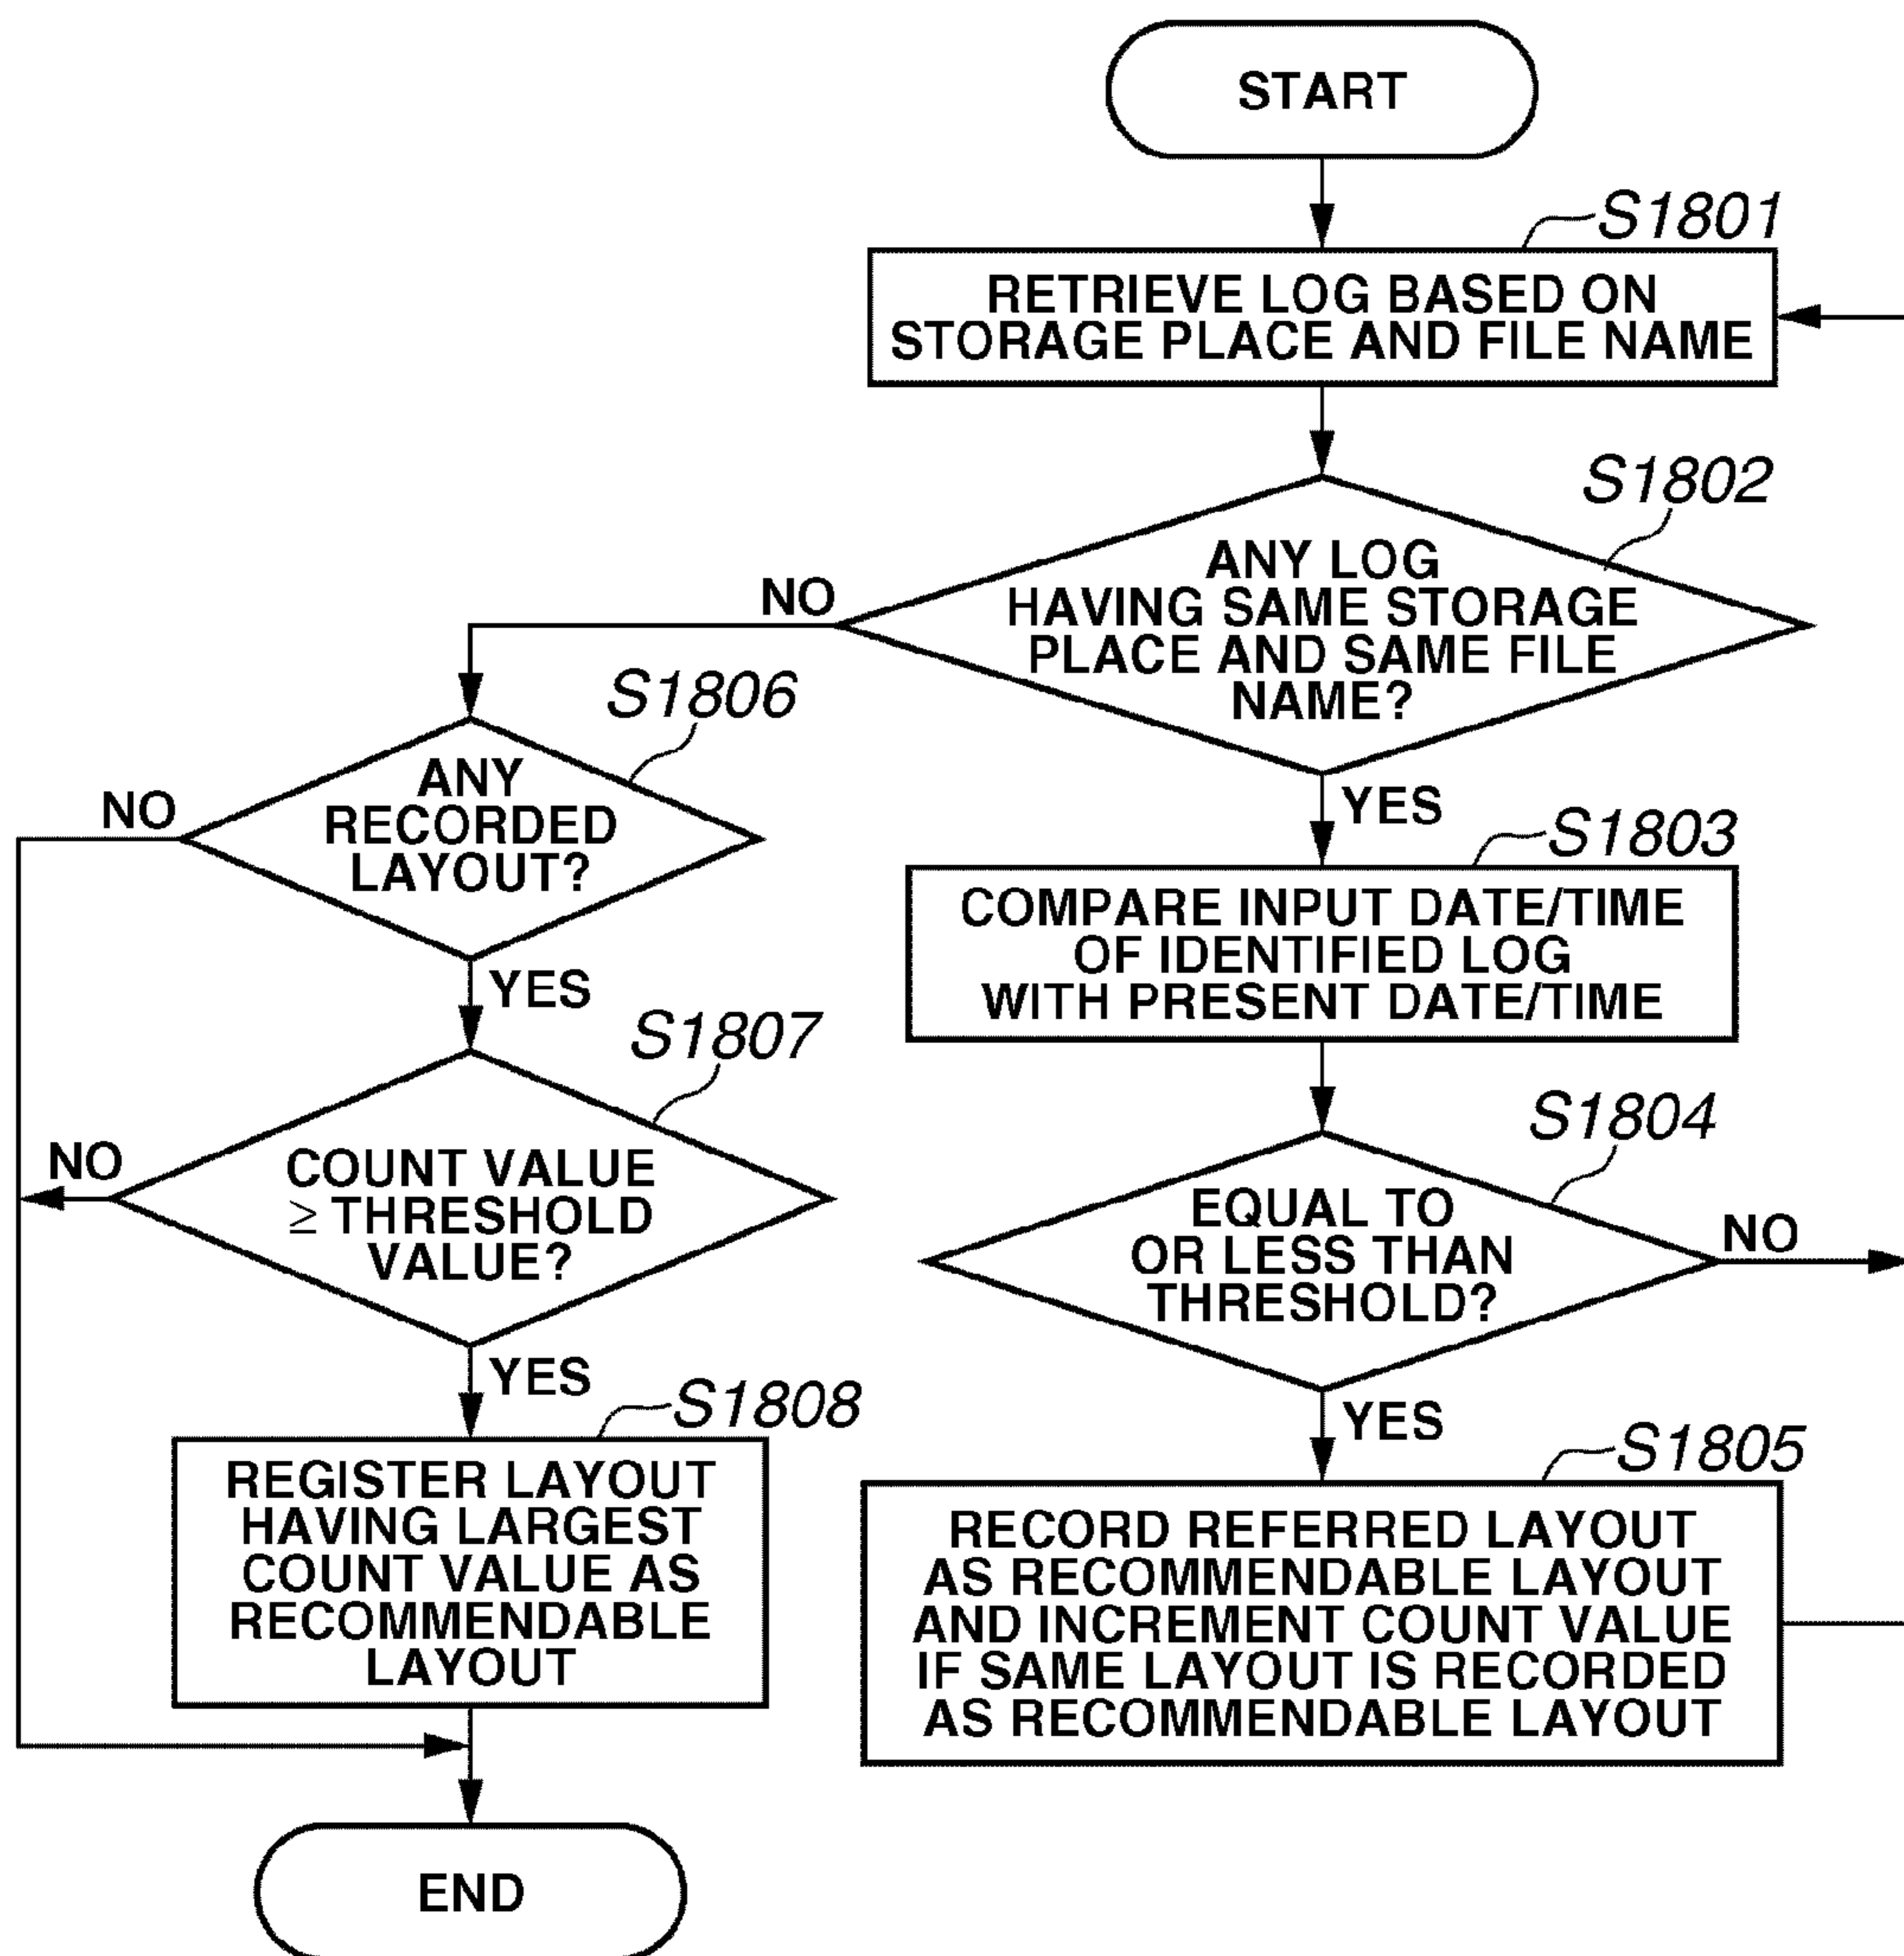 START
S1801
RETRIEVE LOG BASED ON
STORAGE PLACE AND FILE NAME
S1802
ANY LOG
HAVING SAME STORAGE
PLACE AND SAME FILE
NAME?
NO
YES
S1803
COMPARE INPUT DATE/TIME
OF IDENTIFIED LOG
WITH PRESENT DATE/TIME
S1804
EQUAL TO
OR LESS THAN
THRESHOLD?
NO
YES
S1805
RECORD REFERRED LAYOUT
AS RECOMMENDABLE LAYOUT
AND INCREMENT COUNT VALUE
IF SAME LAYOUT IS RECORDED
AS RECOMMENDABLE LAYOUT
S1806
ANY
RECORDED
LAYOUT?
NO
YES
S1807
COUNT VALUE
≥ THRESHOLD
VALUE?
NO
YES
S1808
REGISTER LAYOUT
HAVING LARGEST
COUNT VALUE AS
RECOMMENDABLE
LAYOUT
END